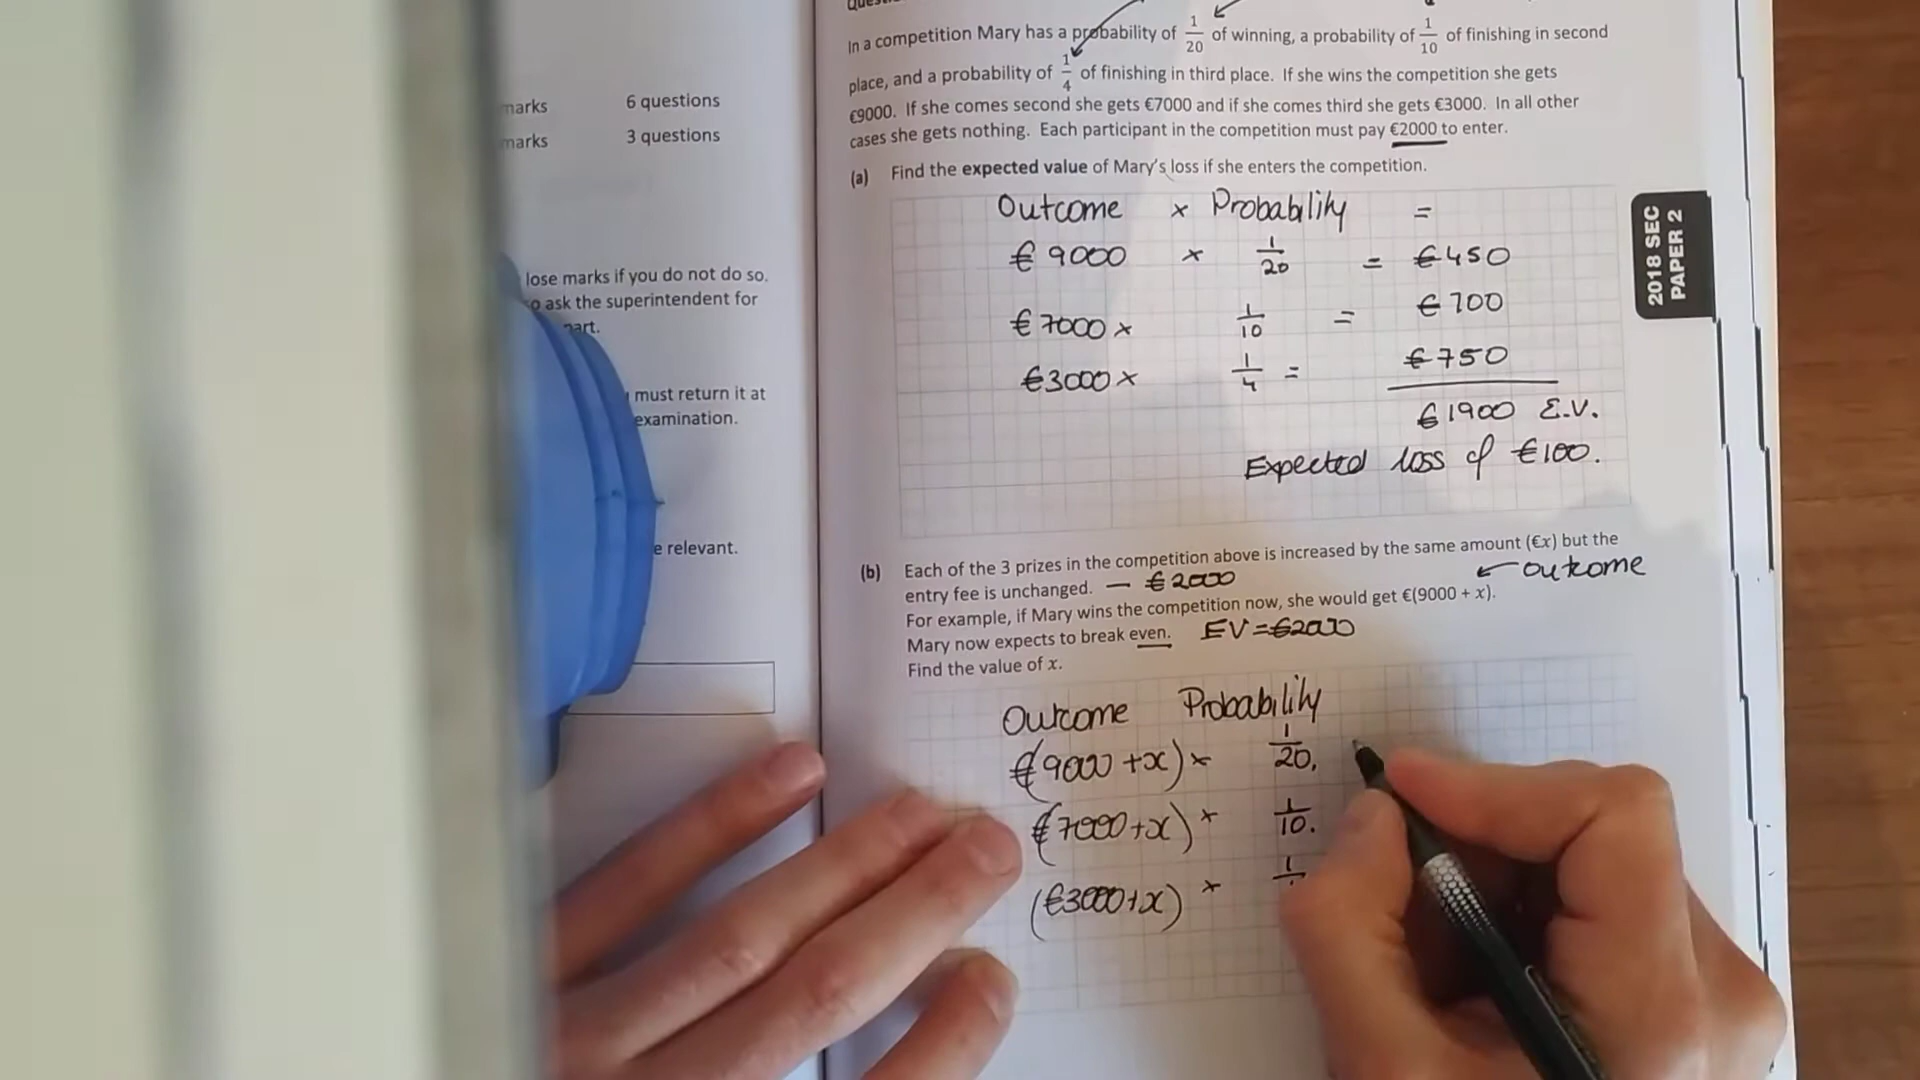 marks 6 questions
marks 3 questions
lose marks if you do not do so.
o ask the superintendent for
part.
must return it at
examination.
e relevant.
In a competition Mary has a probability of 1/20 of winning, a probability of 1/10 of finishing in second
place, and a probability of 1/4 of finishing in third place. If she wins the competition she gets
€9000. If she comes second she gets €7000 and if she comes third she gets €3000. In all other
cases she gets nothing. Each participant in the competition must pay €2000 to enter.
(a) Find the expected value of Mary's loss if she enters the competition.
Outcome × Probability =
€ 9000 × 1/20 = €450
€ 7000 × 1/10 = € 700
€3000 × 1/4 = €750
€1900 E.V.
Expected loss of €100.
(b) Each of the 3 prizes in the competition above is increased by the same amount (€x) but the
entry fee is unchanged. — €2000 ← outcome
For example, if Mary wins the competition now, she would get €(9000 + x).
Mary now expects to break even. EV = €2000
Find the value of x.
Outcome Probability
(€9000 + x) × 1/20.
(€7000 + x) × 1/10.
(€3000 + x) × 1/
2018 SEC
PAPER 2